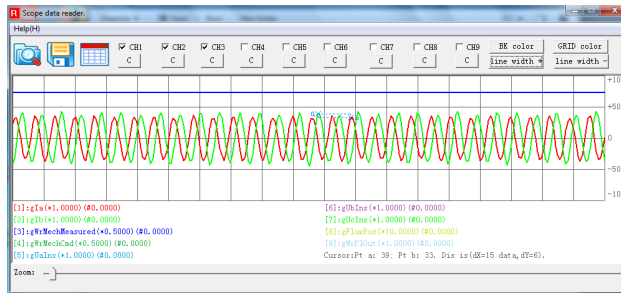 R Scope data reader.
Help(H)
CH1 CH2 CH3 CH4 CH5 CH6 CH7 CH8 CH9 BK color GRID color
C C C C C C C C C line width + line width -
+10
+50
0
-50
-10
[1]:gIa(*1.0000)(#0.0000) [6]:gUbIns(*1.0000)(#0.0000)
[2]:gIb(*1.0000)(#0.0000) [7]:gUcIns(*1.0000)(#0.0000)
[3]:gWrMechMeasured(*0.5000)(#0.0000) [8]:gFluxPos(*10.0000)(#0.0000)
[4]:gWrMechCmd(*0.5000)(#0.0000) [9]:gWrPIOut(*1.0000)(#0.0000)
[5]:gUaIns(*1.0000)(#0.0000) Cursor:Pt a: 39; Pt b: 33. Dis is(dX=15 data,dY=6).
Zoom: